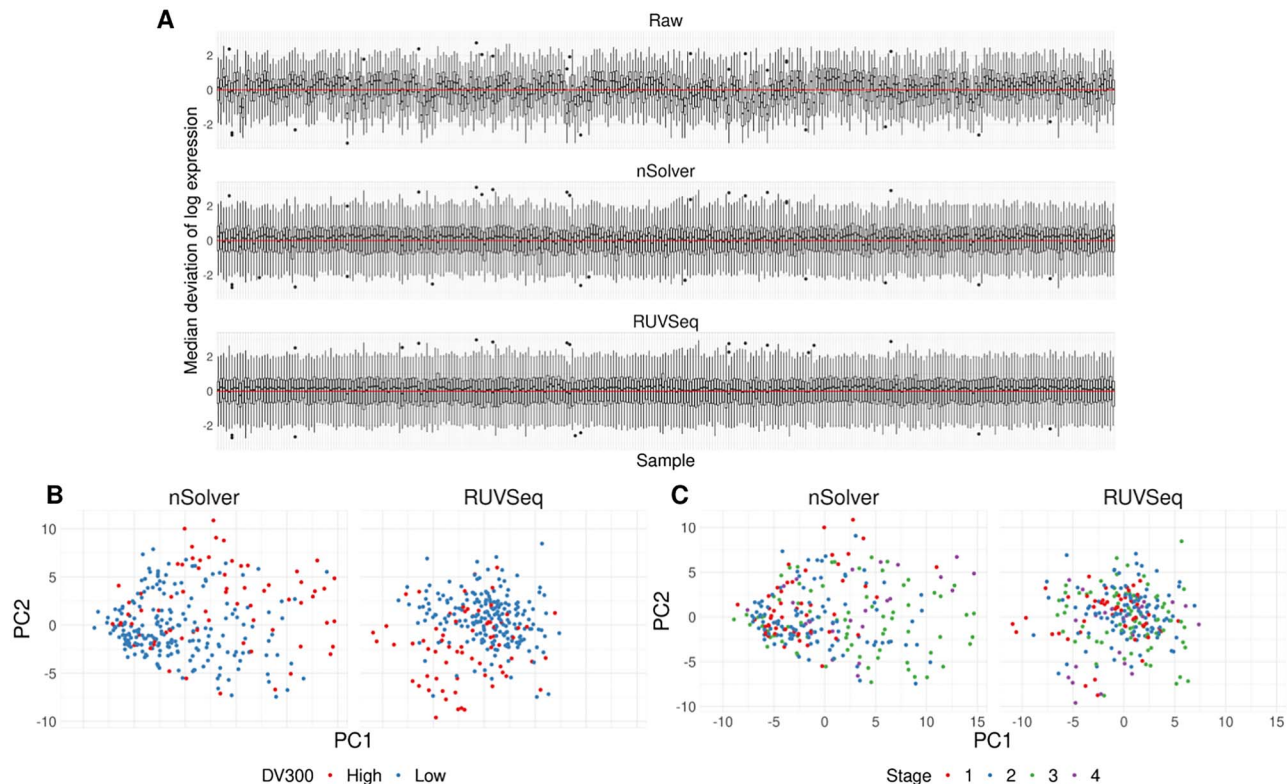 A
Raw
2
0
-2
nSolver
2
0
-2
RUVSeq
2
0
-2
Median deviation of log expression
Sample
B
nSolver
RUVSeq
10
5
0
-5
-10
PC2
PC1
DV300 High Low
C
nSolver
RUVSeq
10
5
0
-5
-10
PC2
-10 -5 0 5 10 15 -10 -5 0 5 10 15
PC1
Stage 1 2 3 4